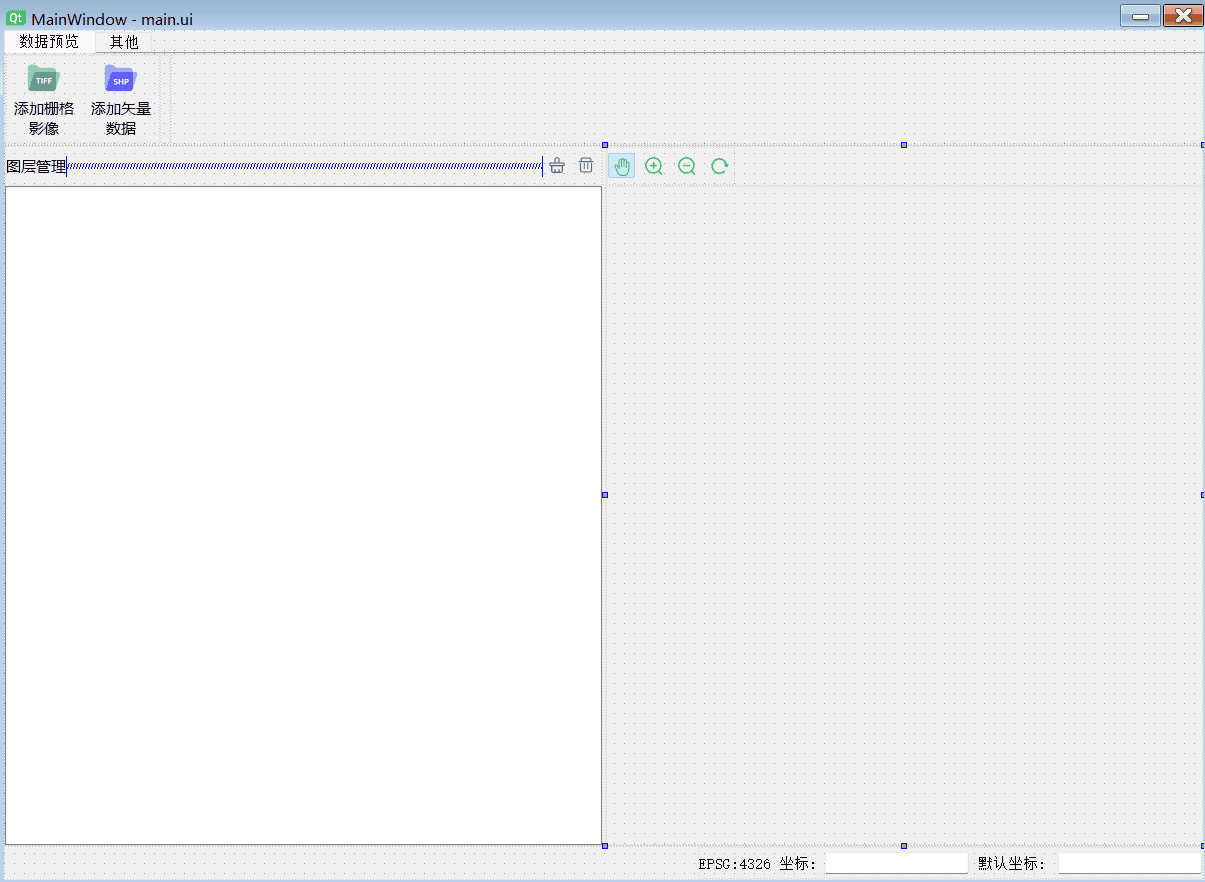 Qt MainWindow - main.ui
数据预览 其他
TIFF SHP
添加栅格 添加矢量
影像 数据
图层管理
EPSG:4326 坐标: 默认坐标: